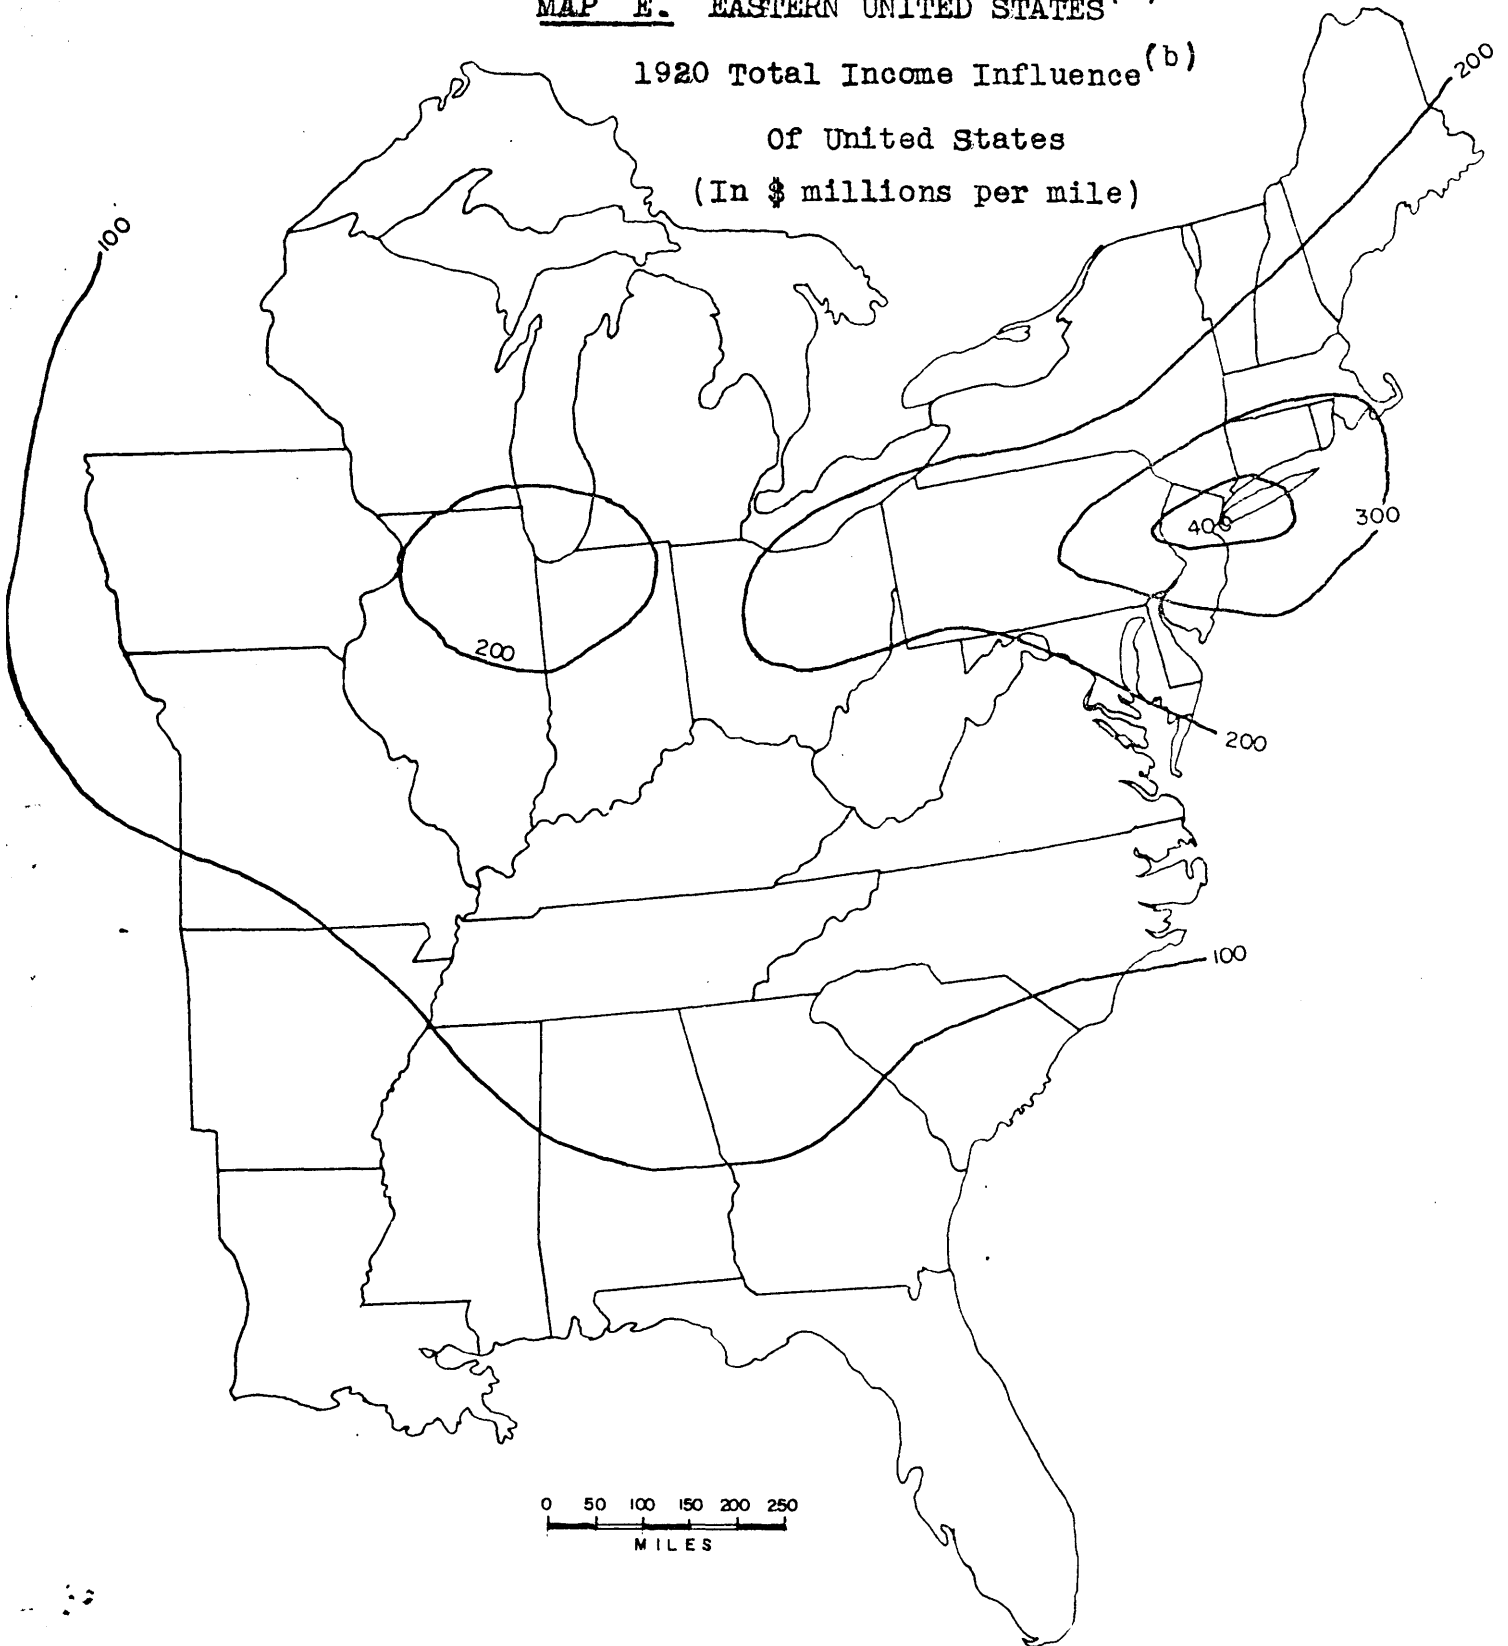 MAP E. EASTERN UNITED STATES
1920 Total Income Influence(b)
Of United States
(In $ millions per mile)
200
100
300
400
200
200
100
0 50 100 150 200 250
MILES